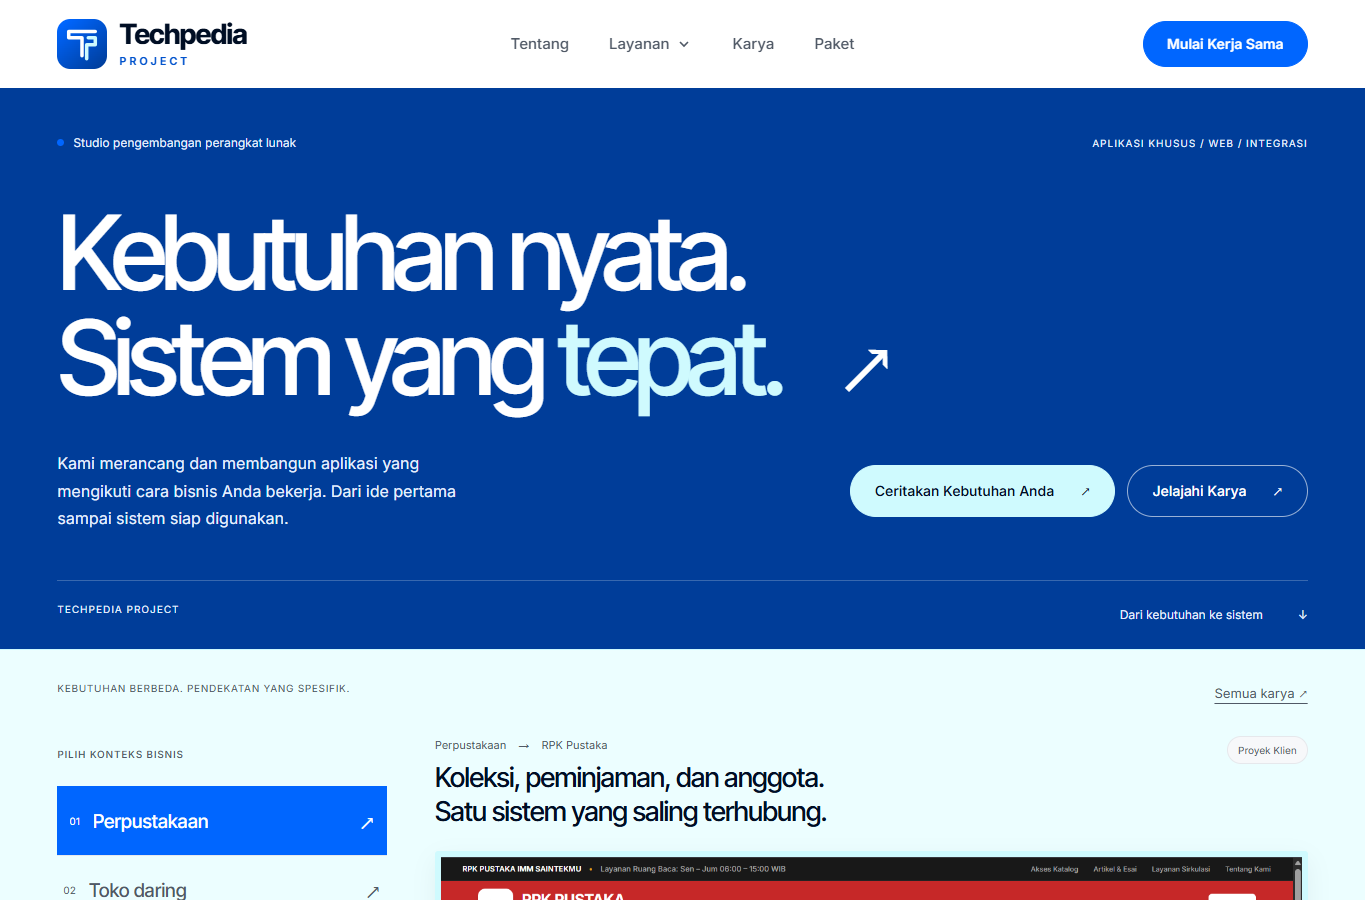 Techpedia
PROJECT
Tentang
Layanan
Karya
Paket
Mulai Kerja Sama
Studio pengembangan perangkat lunak
APLIKASI KHUSUS / WEB / INTEGRASI
Kebutuhan nyata.
Sistem yang tepat. ↗
Kami merancang dan membangun aplikasi yang
mengikuti cara bisnis Anda bekerja. Dari ide pertama
sampai sistem siap digunakan.
Ceritakan Kebutuhan Anda ↗
Jelajahi Karya ↗
TECHPEDIA PROJECT
Dari kebutuhan ke sistem ↓
KEBUTUHAN BERBEDA. PENDEKATAN YANG SPESIFIK.
Semua karya ↗
PILIH KONTEKS BISNIS
01 Perpustakaan ↗
02 Toko daring ↗
Perpustakaan → RPK Pustaka
Proyek Klien
Koleksi, peminjaman, dan anggota.
Satu sistem yang saling terhubung.
RPK PUSTAKA IMM SAINTEKMU • Layanan Ruang Baca: Sen – Jum 06:00 – 15:00 WIB
Akses Katalog
Artikel & Esai
Layanan Sirkulasi
Tentang Kami
RPK PUSTAKA